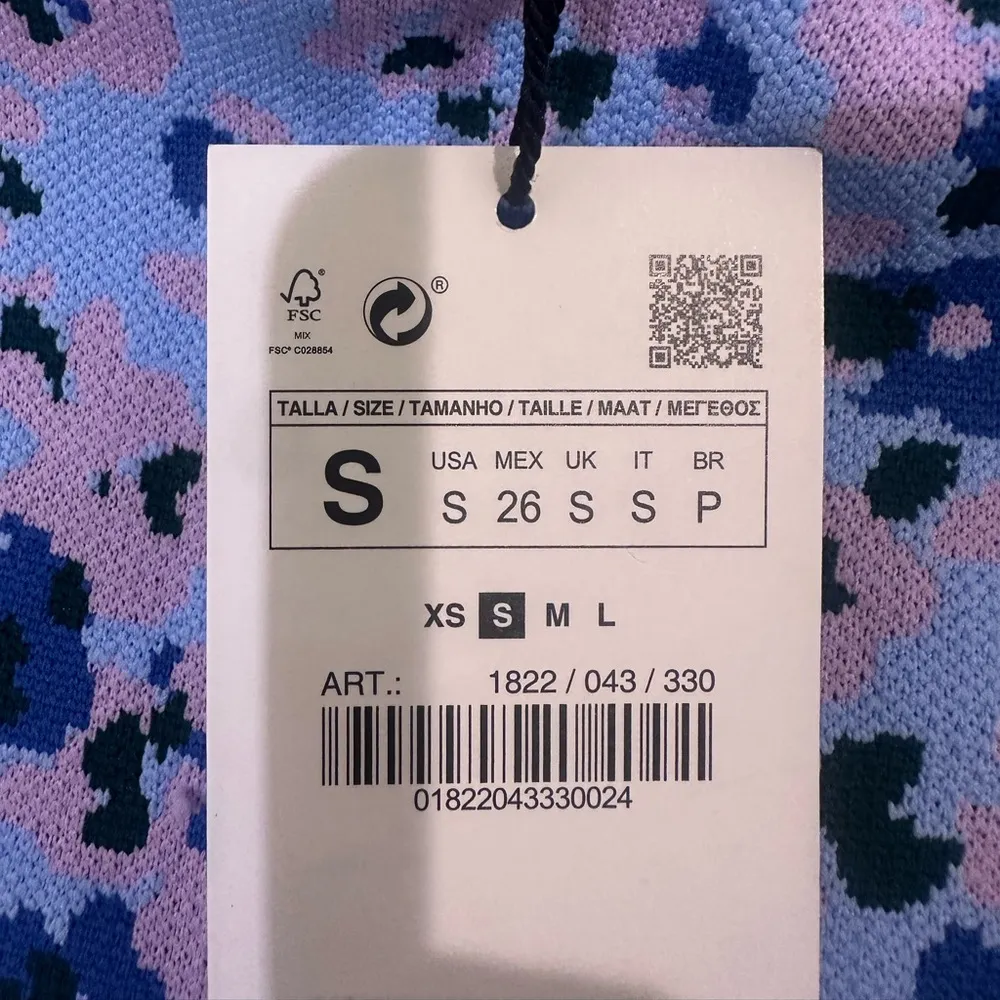 FSC
®
MIX
FSC® C028854
®
TALLA / SIZE / TAMANHO / TAILLE / MAAT / ΜΕΓΕΘΟΣ
S
USA MEX UK IT BR
S 26 S S P
XS S M L
ART.: 1822 / 043 / 330
01822043330024